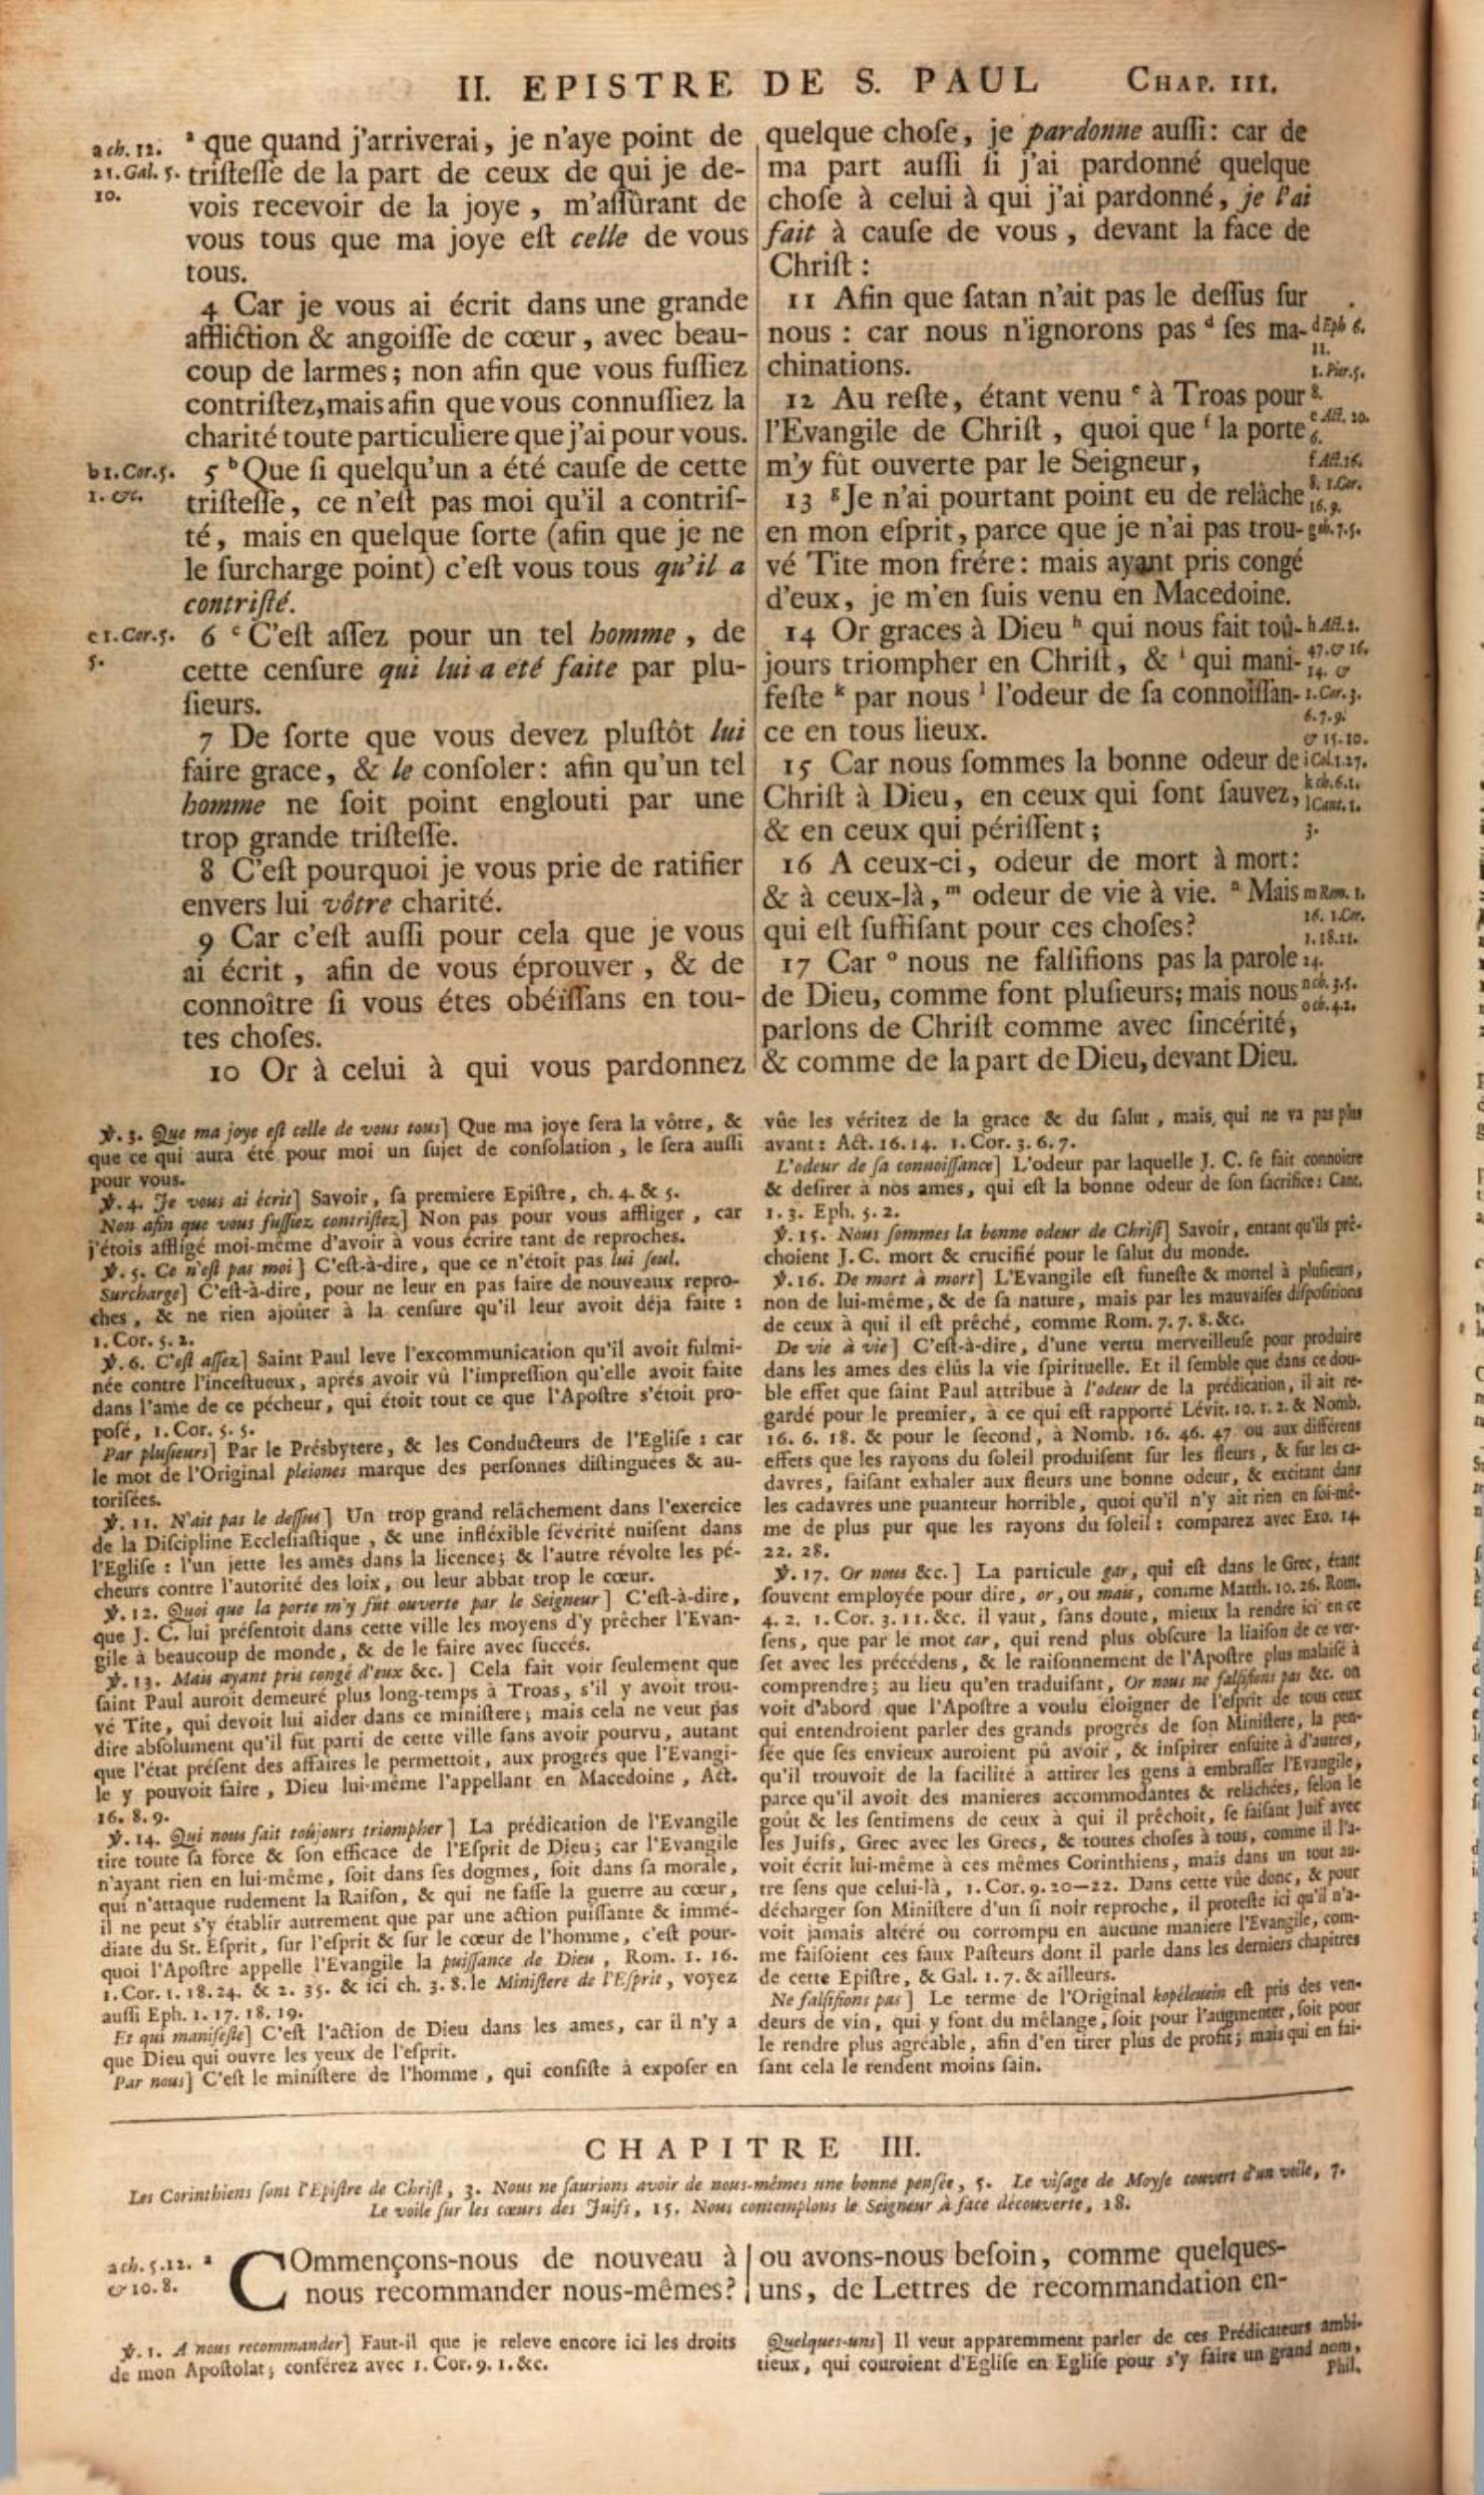 II. EPISTRE DE S. PAUL CHAP. III.
a ch. 12.
21. Gal. 5.
10.
ª que quand j'arriverai, je n'aye point de
tristesse de la part de ceux de qui je de-
vois recevoir de la joye, m'assûrant de
vous tous que ma joye est celle de vous
tous.
4 Car je vous ai écrit dans une grande
affliction & angoisse de cœur, avec beau-
coup de larmes; non afin que vous fussiez
contristez, mais afin que vous connussiez la
charité toute particuliere que j'ai pour vous.
b 1. Cor. 5.
1. &c.
5 ᵇ Que si quelqu'un a été cause de cette
tristesse, ce n'est pas moi qu'il a contris-
té, mais en quelque sorte (afin que je ne
le surcharge point) c'est vous tous qu'il a
contristé.
c 1. Cor. 5.
5.
6 ᶜ C'est assez pour un tel homme, de
cette censure qui lui a été faite par plu-
sieurs.
7 De sorte que vous devez plustôt lui
faire grace, & le consoler: afin qu'un tel
homme ne soit point englouti par une
trop grande tristesse.
8 C'est pourquoi je vous prie de ratifier
envers lui vôtre charité.
9 Car c'est aussi pour cela que je vous
ai écrit, afin de vous éprouver, & de
connoître si vous étes obéissans en tou-
tes choses.
10 Or à celui à qui vous pardonnez
quelque chose, je pardonne aussi: car de
ma part aussi si j'ai pardonné quelque
chose à celui à qui j'ai pardonné, je l'ai
fait à cause de vous, devant la face de
Christ:
11 Afin que satan n'ait pas le dessus sur
nous: car nous n'ignorons pas ᵈ ses ma-
chinations.
12 Au reste, étant venu ᵉ à Troas pour
l'Evangile de Christ, quoi que ᶠ la porte
m'y fût ouverte par le Seigneur,
13 ᵍ Je n'ai pourtant point eu de relâche
en mon esprit, parce que je n'ai pas trou-
vé Tite mon frére: mais ayant pris congé
d'eux, je m'en suis venu en Macedoine.
14 Or graces à Dieu ʰ qui nous fait toû-
jours triompher en Christ, & ⁱ qui mani-
feste ᵏ par nous ˡ l'odeur de sa connoissan-
ce en tous lieux.
15 Car nous sommes la bonne odeur de
Christ à Dieu, en ceux qui sont sauvez,
& en ceux qui périssent;
16 A ceux-ci, odeur de mort à mort:
& à ceux-là, ᵐ odeur de vie à vie. ⁿ Mais
qui est suffisant pour ces choses?
17 Car ᵒ nous ne falsifions pas la parole
de Dieu, comme font plusieurs; mais nous
parlons de Christ comme avec sincérité,
& comme de la part de Dieu, devant Dieu.
d Eph 6.
11.
1. Pier. 5.
8.
e Act. 20.
6.
f Act. 16.
8. 1. Cor.
16. 9.
g ch. 7. 5.
h Act. 2.
47. & 16.
14. &
1. Cor. 3.
6. 7. 9.
& 15. 10.
i Col. 1. 27.
k ch. 6. 1.
l Cant. 1.
3.
m Rom. 1.
16. 1. Cor.
1. 18. 21.
24.
n ch. 3. 5.
o ch. 4. 2.
℣. 3. Que ma joye est celle de vous tous] Que ma joye sera la vôtre, &
que ce qui aura été pour moi un sujet de consolation, le sera aussi
pour vous.
℣. 4. Je vous ai écrit] Savoir, sa premiere Epistre, ch. 4. & 5.
Non afin que vous fussiez contristez] Non pas pour vous affliger, car
j'étois affligé moi-même d'avoir à vous écrire tant de reproches.
℣. 5. Ce n'est pas moi] C'est-à-dire, que ce n'étoit pas lui seul.
Surcharge] C'est-à-dire, pour ne leur en pas faire de nouveaux repro-
ches, & ne rien ajoûter à la censure qu'il leur avoit déja faite:
1. Cor. 5. 2.
℣. 6. C'est assez] Saint Paul leve l'excommunication qu'il avoit fulmi-
née contre l'incestueux, aprés avoir vû l'impression qu'elle avoit faite
dans l'ame de ce pécheur, qui étoit tout ce que l'Apostre s'étoit pro-
posé, 1. Cor. 5. 5.
Par plusieurs] Par le Présbytere, & les Conducteurs de l'Eglise: car
le mot de l'Original pleiones marque des personnes distinguées & au-
torisées.
℣. 11. N'ait pas le dessus] Un trop grand relâchement dans l'exercice
de la Discipline Ecclesiastique, & une infléxible sévérité nuisent dans
l'Eglise: l'un jette les ames dans la licence; & l'autre révolte les pé-
cheurs contre l'autorité des loix, ou leur abbat trop le cœur.
℣. 12. Quoi que la porte m'y fût ouverte par le Seigneur] C'est-à-dire,
que J. C. lui présentoit dans cette ville les moyens d'y prêcher l'Evan-
gile à beaucoup de monde, & de le faire avec succés.
℣. 13. Mais ayant pris congé d'eux &c.] Cela fait voir seulement que
saint Paul auroit demeuré plus long-temps à Troas, s'il y avoit trou-
vé Tite, qui devoit lui aider dans ce ministere; mais cela ne veut pas
dire absolument qu'il fût parti de cette ville sans avoir pourvu, autant
que l'état présent des affaires le permettoit, aux progrés que l'Evangi-
le y pouvoit faire, Dieu lui-même l'appellant en Macedoine, Act.
16. 8. 9.
℣. 14. Qui nous fait toûjours triompher] La prédication de l'Evangile
tire toute sa force & son efficace de l'Esprit de Dieu; car l'Evangile
n'ayant rien en lui-même, soit dans ses dogmes, soit dans sa morale,
qui n'attaque rudement la Raison, & qui ne fasse la guerre au cœur,
il ne peut s'y établir autrement que par une action puissante & immé-
diate du St. Esprit, sur l'esprit & sur le cœur de l'homme, c'est pour-
quoi l'Apostre appelle l'Evangile la puissance de Dieu, Rom. 1. 16.
1. Cor. 1. 18. 24. & 2. 35. & ici ch. 3. 8. le Ministere de l'Esprit, voyez
aussi Eph. 1. 17. 18. 19.
Et qui manifeste] C'est l'action de Dieu dans les ames, car il n'y a
que Dieu qui ouvre les yeux de l'esprit.
Par nous] C'est le ministere de l'homme, qui consiste à exposer en
vûe les véritez de la grace & du salut, mais, qui ne va pas plus
avant: Act. 16. 14. 1. Cor. 3. 6. 7.
L'odeur de sa connoissance] L'odeur par laquelle J. C. se fait connoitre
& desirer à nos ames, qui est la bonne odeur de son sacrifice: Cant.
1. 3. Eph. 5. 2.
℣. 15. Nous sommes la bonne odeur de Christ] Savoir, entant qu'ils prê-
choient J. C. mort & crucifié pour le salut du monde.
℣. 16. De mort à mort] L'Evangile est funeste & mortel à plusieurs,
non de lui-même, & de sa nature, mais par les mauvaises dispositions
de ceux à qui il est prêché, comme Rom. 7. 7. 8. &c.
De vie à vie] C'est-à-dire, d'une vertu merveilleuse pour produire
dans les ames des élûs la vie spirituelle. Et il semble que dans ce dou-
ble effet que saint Paul attribue à l'odeur de la prédication, il ait re-
gardé pour le premier, à ce qui est rapporté Lévit. 10. 1. 2. & Nomb.
16. 6. 18. & pour le second, à Nomb. 16. 46. 47. ou aux différens
effets que les rayons du soleil produisent sur les fleurs, & sur les ca-
davres, faisant exhaler aux fleurs une bonne odeur, & excitant dans
les cadavres une puanteur horrible, quoi qu'il n'y ait rien en soi-mê-
me de plus pur que les rayons du soleil: comparez avec Exo. 14.
22. 28.
℣. 17. Or nous &c.] La particule gar, qui est dans le Grec, étant
souvent employée pour dire, or, ou mais, comme Matth. 10. 26. Rom.
4. 2. 1. Cor. 3. 11. &c. il vaut, sans doute, mieux la rendre ici en ce
sens, que par le mot car, qui rend plus obscure la liaison de ce ver-
set avec les précédens, & le raisonnement de l'Apostre plus malaisé à
comprendre; au lieu qu'en traduisant, Or nous ne falsifions pas &c. on
voit d'abord que l'Apostre a voulu éloigner de l'esprit de tous ceux
qui entendroient parler des grands progrés de son Ministere, la pen-
sée que ses envieux auroient pû avoir, & inspirer ensuite à d'autres,
qu'il trouvoit de la facilité à attirer les gens à embrasser l'Evangile,
parce qu'il avoit des manieres accommodantes & relâchées, selon le
goût & les sentimens de ceux à qui il prêchoit, se faisant Juif avec
les Juifs, Grec avec les Grecs, & toutes choses à tous, comme il l'a-
voit écrit lui-même à ces mêmes Corinthiens, mais dans un tout au-
tre sens que celui-là, 1. Cor. 9. 20—22. Dans cette vûe donc, & pour
décharger son Ministere d'un si noir reproche, il proteste ici qu'il n'a-
voit jamais altéré ou corrompu en aucune maniere l'Evangile, com-
me faisoient ces faux Pasteurs dont il parle dans les derniers chapitres
de cette Epistre, & Gal. 1. 7. & ailleurs.
Ne falsifions pas] Le terme de l'Original kopéleuein est pris des ven-
deurs de vin, qui y font du mêlange, soit pour l'augmenter, soit pour
le rendre plus agréable, afin d'en tirer plus de profit; mais qui en fai-
sant cela le rendent moins sain.
CHAPITRE III.
Les Corinthiens sont l'Epistre de Christ, 3. Nous ne saurions avoir de nous-mêmes une bonne pensée, 5. Le visage de Moyse couvert d'un voile, 7.
Le voile sur les cœurs des Juifs, 15. Nous contemplons le Seigneur à face découverte, 18.
a ch. 5. 12.
& 10. 8.
ª COmmençons-nous de nouveau à
nous recommander nous-mêmes?
ou avons-nous besoin, comme quelques-
uns, de Lettres de recommandation en-
℣. 1. A nous recommander] Faut-il que je releve encore ici les droits
de mon Apostolat; conférez avec 1. Cor. 9. 1. &c.
Quelques-uns] Il veut apparemment parler de ces Prédicateurs ambi-
tieux, qui couroient d'Eglise en Eglise pour s'y faire un grand nom,
Phil.